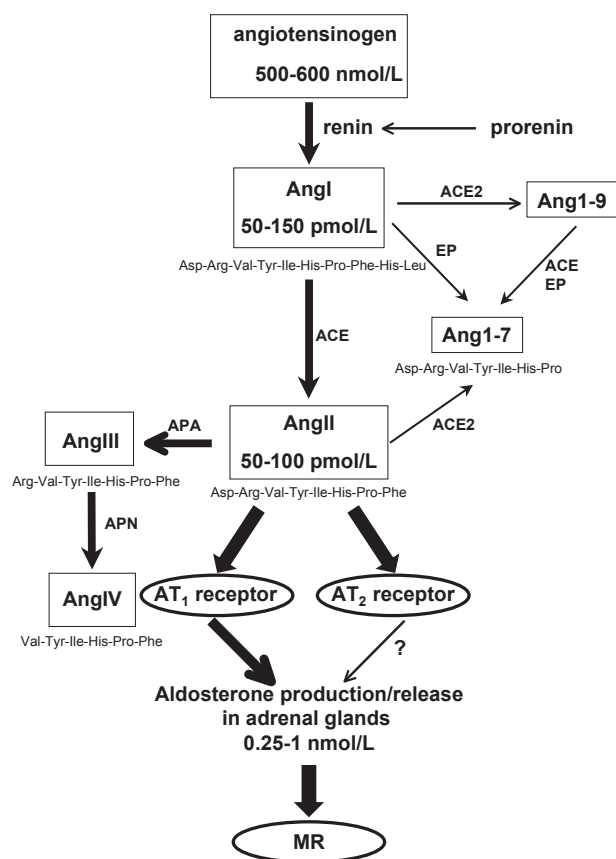 angiotensinogen
500-600 nmol/L
renin
prorenin
AngI
50-150 pmol/L
Asp-Arg-Val-Tyr-Ile-His-Pro-Phe-His-Leu
ACE2
Ang1-9
EP
ACE
EP
Ang1-7
Asp-Arg-Val-Tyr-Ile-His-Pro
ACE
AngII
50-100 pmol/L
Asp-Arg-Val-Tyr-Ile-His-Pro-Phe
ACE2
APA
AngIII
Arg-Val-Tyr-Ile-His-Pro-Phe
APN
AngIV
Val-Tyr-Ile-His-Pro-Phe
AT1 receptor
AT2 receptor
?
Aldosterone production/release
in adrenal glands
0.25-1 nmol/L
MR